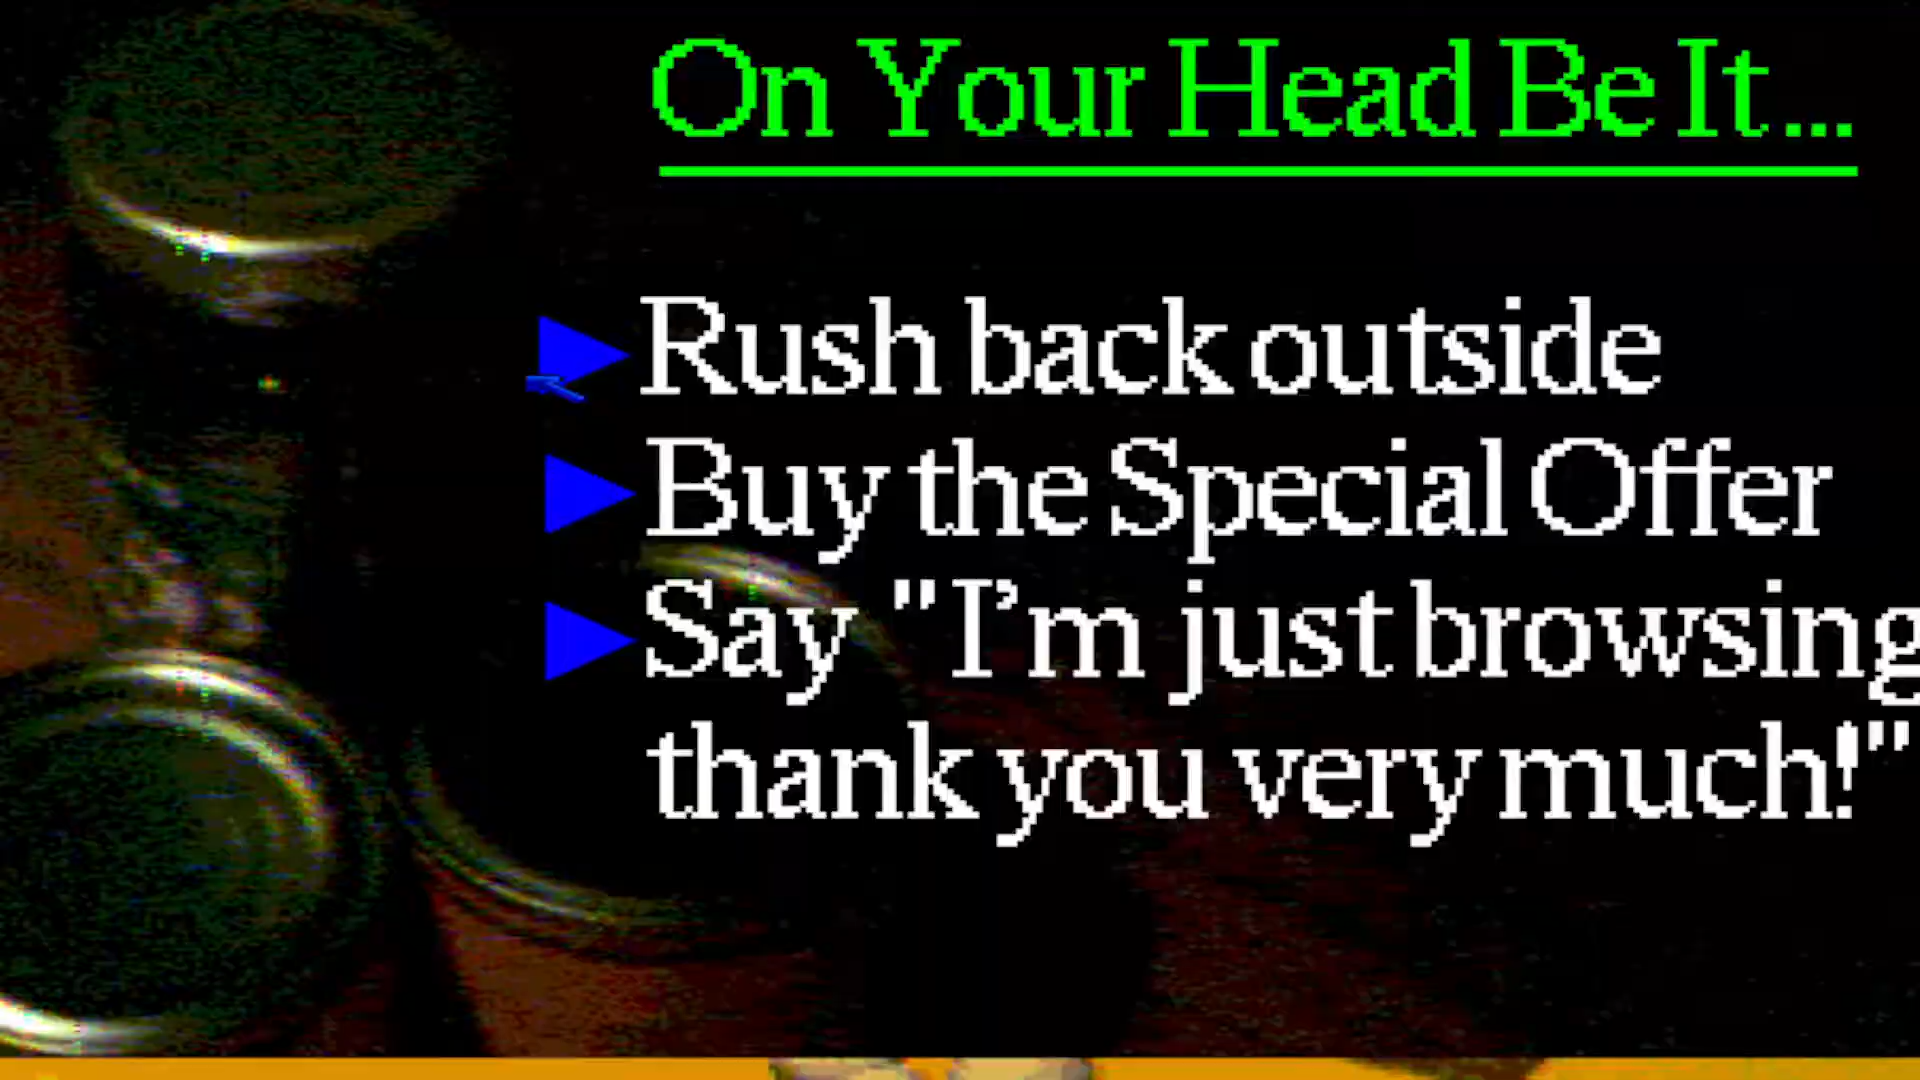 On Your Head Be It...
Rush back outside
Buy the Special Offer
Say "I'm just browsing
thank you very much!"